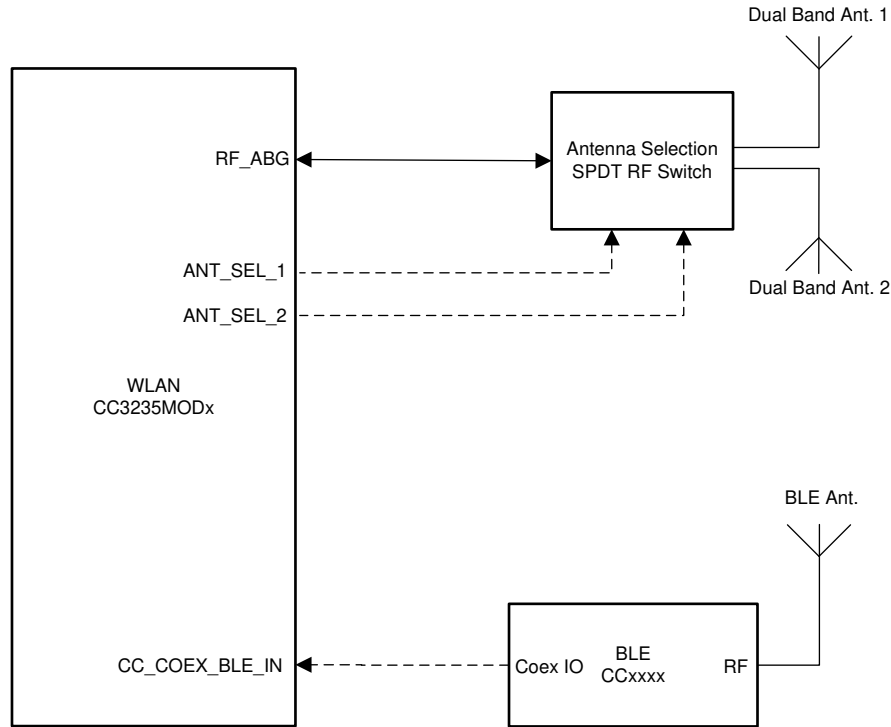 Dual Band Ant. 1
RF_ABG
Antenna Selection
SPDT RF Switch
ANT_SEL_1
Dual Band Ant. 2
ANT_SEL_2
WLAN
CC3235MODx
BLE Ant.
CC_COEX_BLE_IN
Coex IO
BLE
CCxxxx
RF